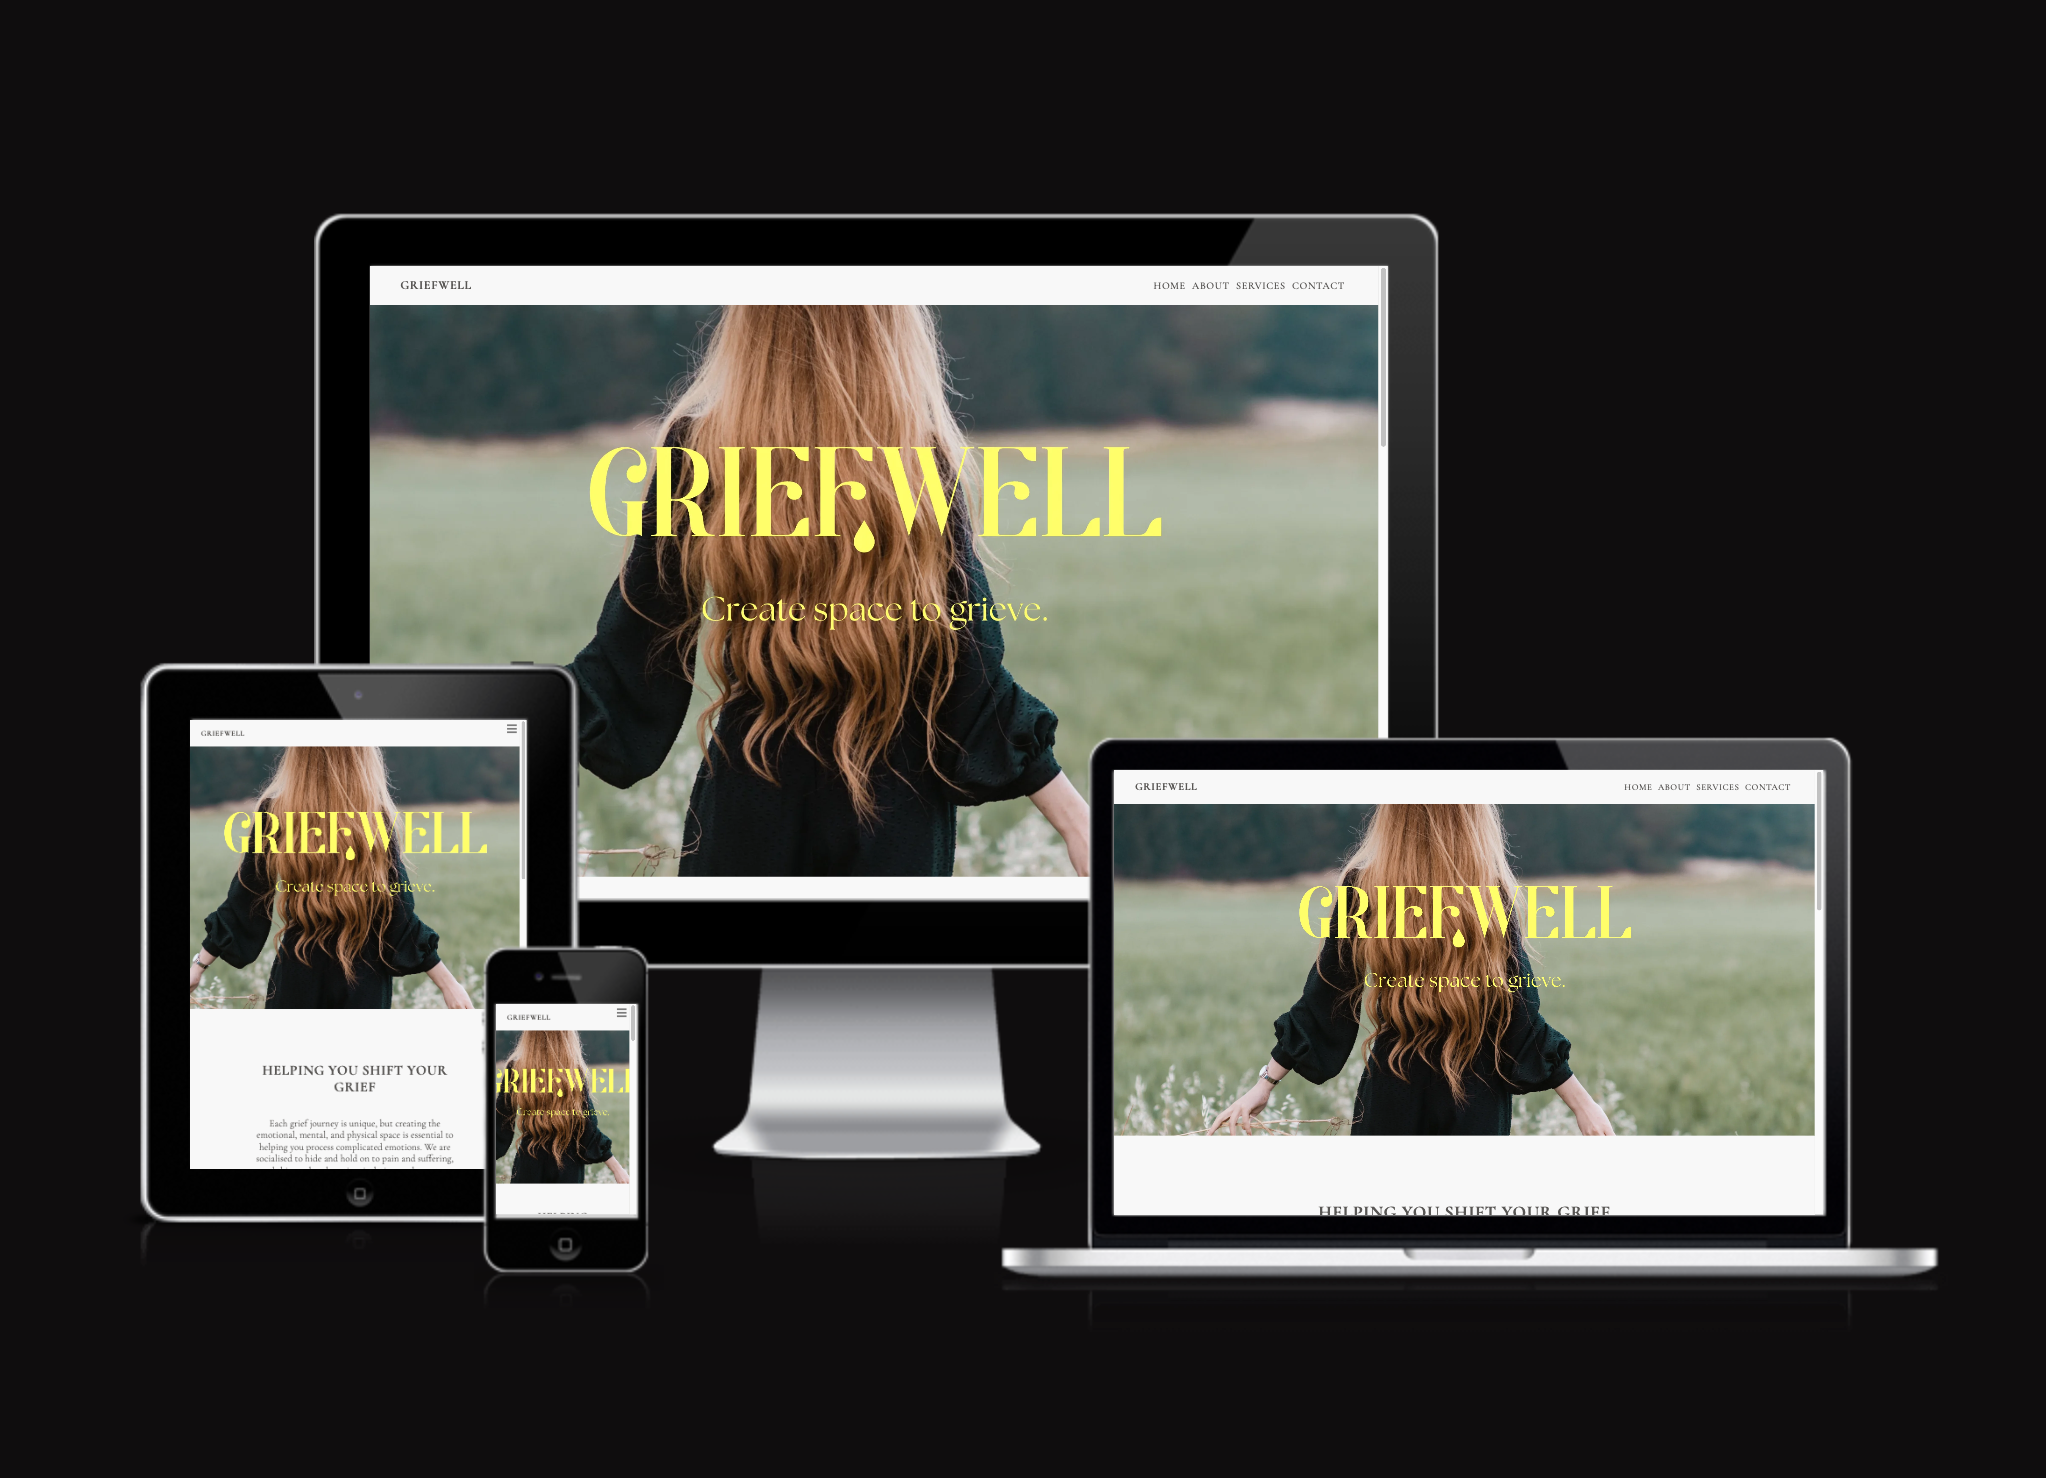 GRIEFWELL
HOME ABOUT SERVICES CONTACT
GRIEFWELL
Create space to grieve.
GRIEFWELL
GRIEFWELL
Create space to grieve.
HELPING YOU SHIFT YOUR
GRIEF
Each grief journey is unique, but creating the
emotional, mental, and physical space is essential to
helping you process complicated emotions. We are
socialised to hide and hold on to pain and suffering,
GRIEFWELL
GRIEFWELL
Create space to grieve.
GRIEFWELL
HOME ABOUT SERVICES CONTACT
GRIEFWELL
Create space to grieve.
HELPING YOU SHIFT YOUR GRIEF